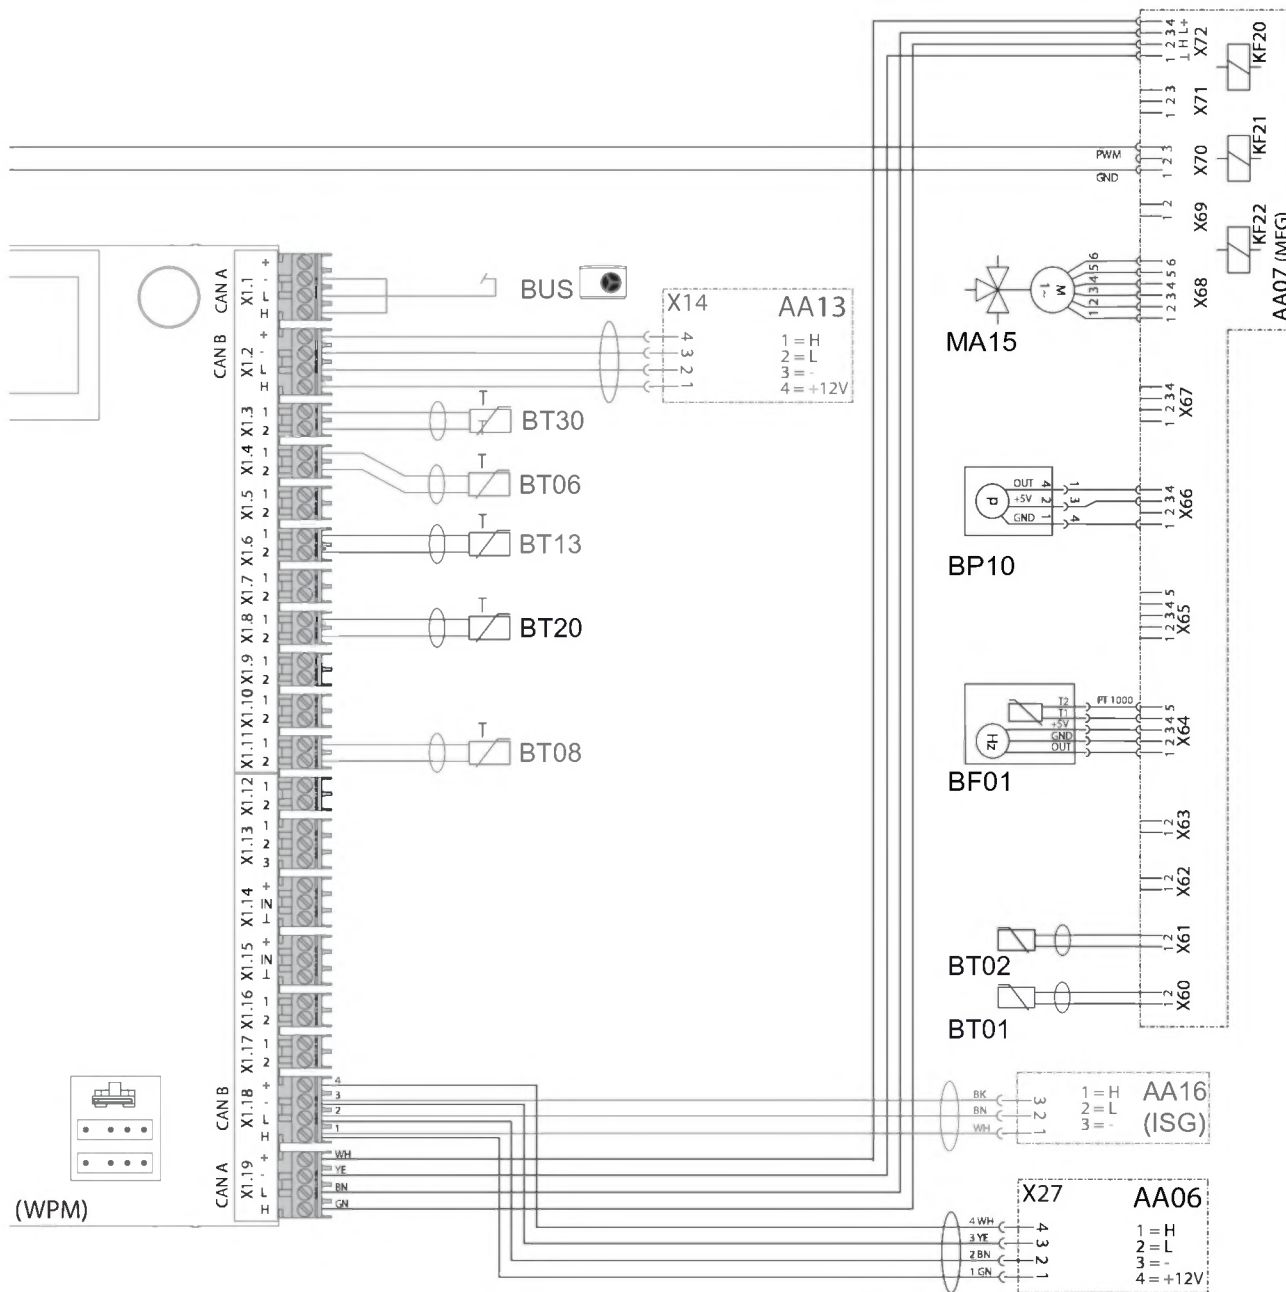 CAN A
X1.1
+
-
L
H
BUS
CAN B
X1.2
+
-
L
H
X14
AA13
4
3
2
1
1 = H
2 = L
3 = -
4 = +12V
X1.3
1
2
T
BT30
X1.4
1
2
T
BT06
X1.5
1
2
X1.6
1
2
T
BT13
X1.7
1
2
X1.8
1
2
T
BT20
X1.9
1
2
X1.10
1
2
X1.11
1
2
T
BT08
X1.12
1
2
X1.13
1
2
3
X1.14
+
IN
⊥
X1.15
+
IN
⊥
X1.16
1
2
X1.17
1
2
CAN B
X1.18
+
-
L
H
4
3
2
1
CAN A
X1.19
+
-
L
H
WH
YE
BN
GN
(WPM)
1 2 3 4
⊥ H L +
X72
KF20
1 2 3
X71
PWM
GND
1 2 3
X70
KF21
1 2
X69
KF22
AA07 (MFG)
M
1~
1 2 3 4 5 6
1 2 3 4 5 6
X68
MA15
1 2 3 4
X67
P
OUT 4 1
+5V 2 3
GND 1 4
1 2 3 4
X66
BP10
1 2 3 4 5
X65
Hz
T2
T1
+5V
GND
OUT
PT 1000
1 2 3 4 5
X64
BF01
1 2
X63
1 2
X62
BT02
1 2
X61
BT01
1 2
X60
BK 3
BN 2
WH 1
1 = H
2 = L
3 = -
AA16
(ISG)
X27
AA06
4 WH 4
3 YE 3
2 BN 2
1 GN 1
1 = H
2 = L
3 = -
4 = +12V